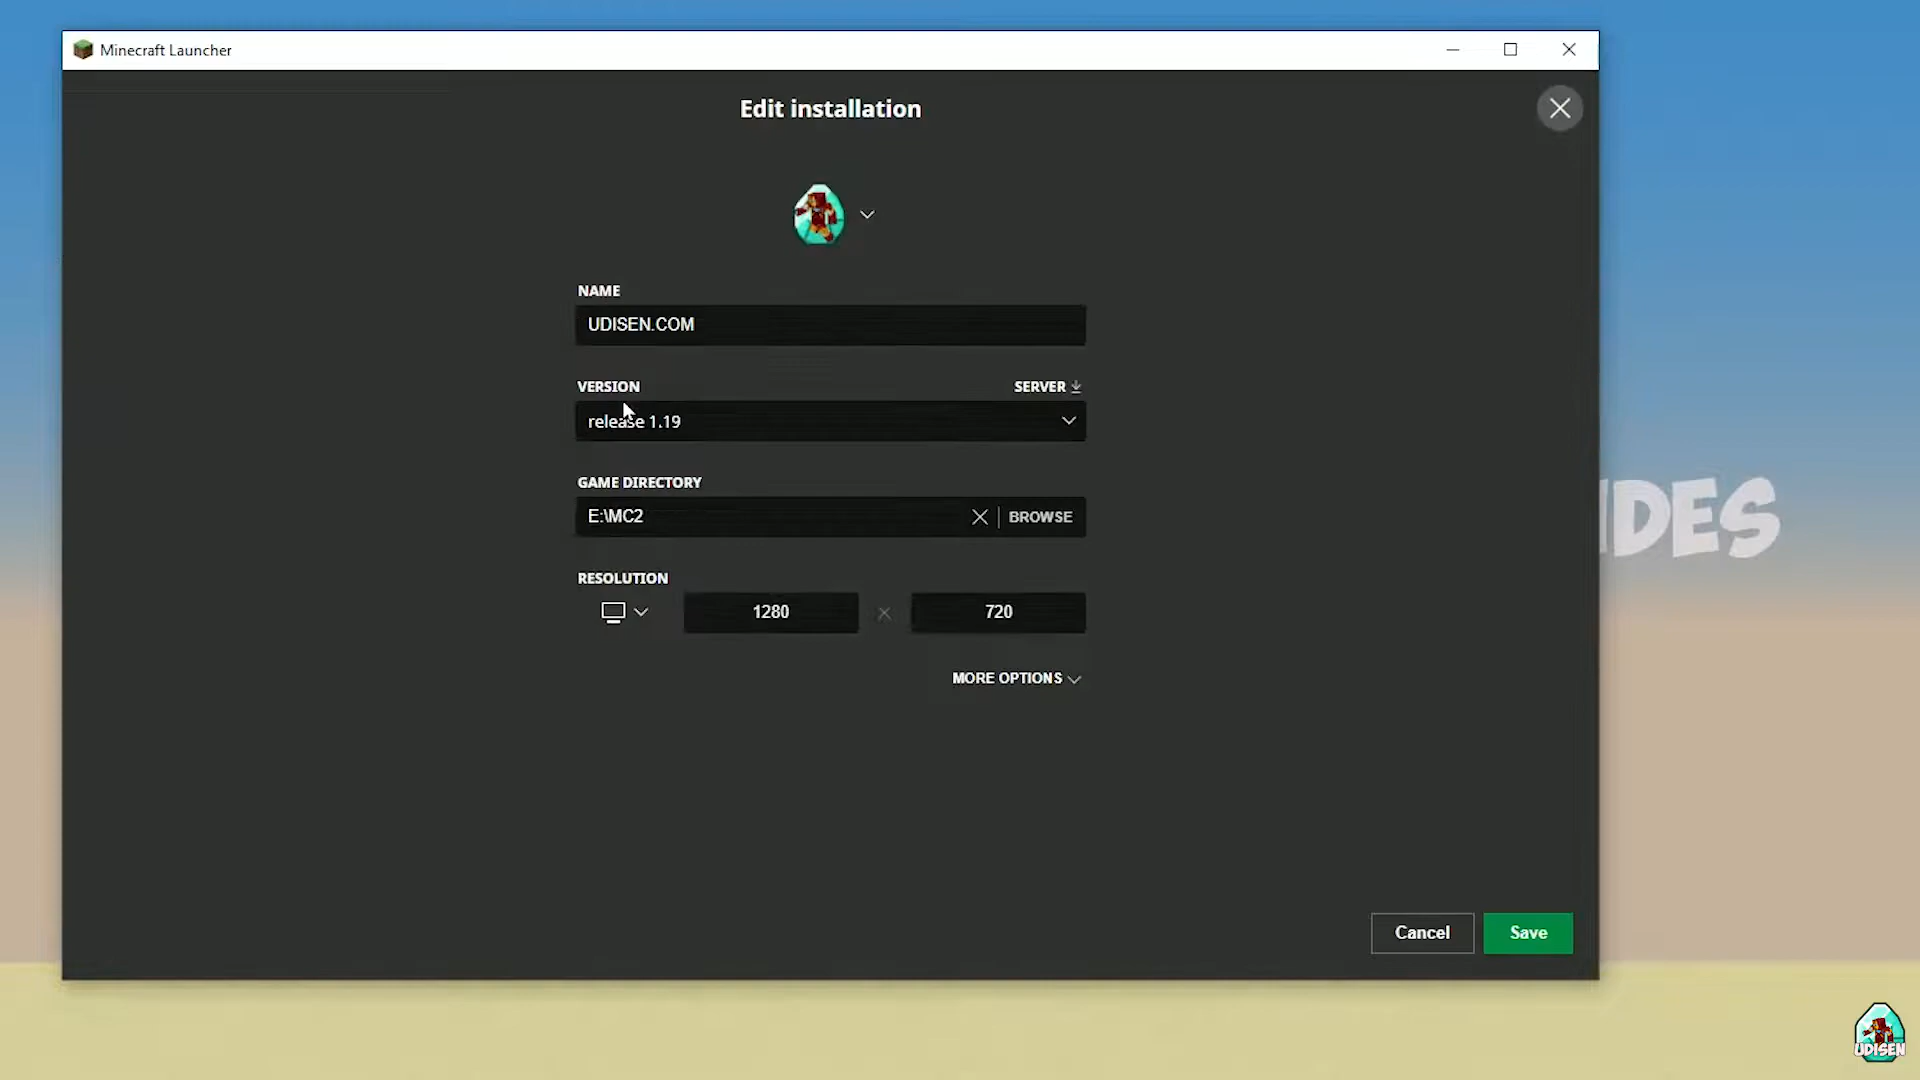 Minecraft Launcher
Edit installation
NAME
UDISEN.COM
VERSION
SERVER
release 1.19
GAME DIRECTORY
E:\MC2
BROWSE
RESOLUTION
1280
720
MORE OPTIONS
Cancel
Save
UDISEN